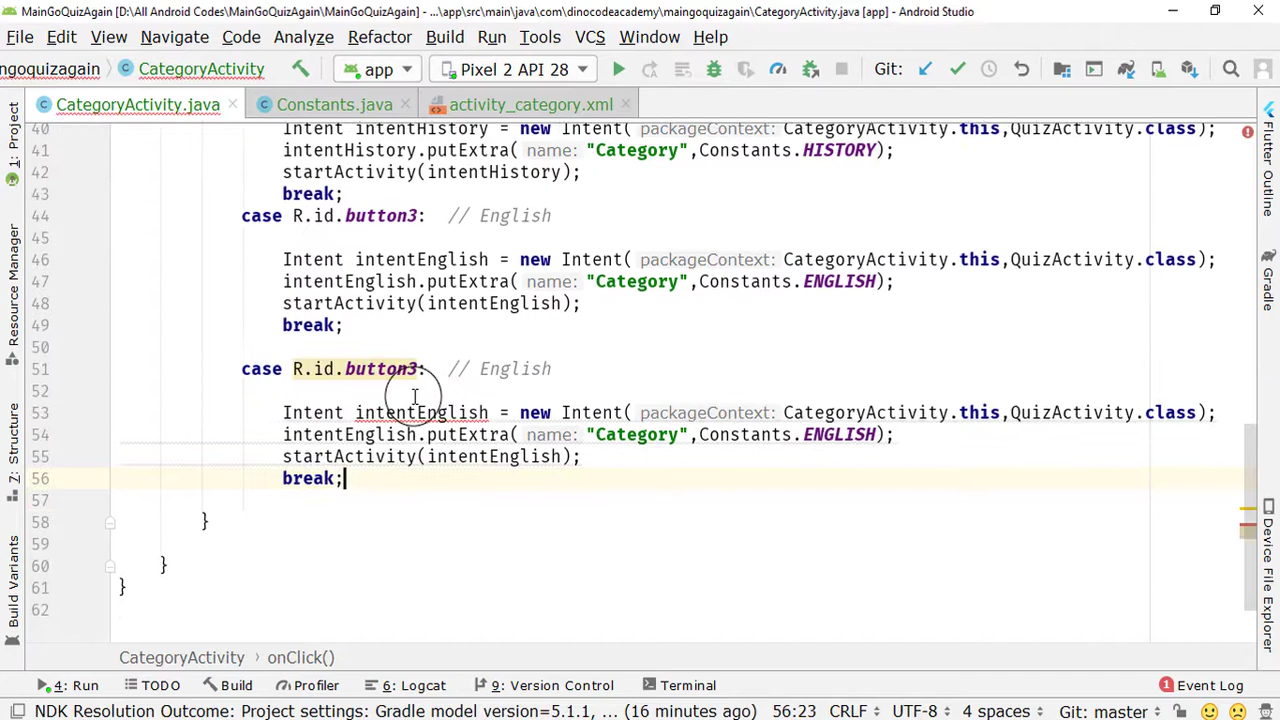 MainGoQuizAgain [D:\All Android Codes\MainGoQuizAgain\MainGoQuizAgain] - ...\app\src\main\java\com\dinocodeacademy\maingoquizagain\CategoryActivity.java [app] - Android Studio
File Edit View Navigate Code Analyze Refactor Build Run Tools VCS Window Help
ngoquizagain CategoryActivity app Pixel 2 API 28 Git:
CategoryActivity.java Constants.java activity_category.xml
1: Project
Resource Manager
Z: Structure
Build Variants
40 Intent intentHistory = new Intent( packageContext: CategoryActivity.this,QuizActivity.class);
41 intentHistory.putExtra( name: "Category",Constants.HISTORY);
42 startActivity(intentHistory);
43 break;
44 case R.id.button3: // English
45
46 Intent intentEnglish = new Intent( packageContext: CategoryActivity.this,QuizActivity.class);
47 intentEnglish.putExtra( name: "Category",Constants.ENGLISH);
48 startActivity(intentEnglish);
49 break;
50
51 case R.id.button3: // English
52
53 Intent intentEnglish = new Intent( packageContext: CategoryActivity.this,QuizActivity.class);
54 intentEnglish.putExtra( name: "Category",Constants.ENGLISH);
55 startActivity(intentEnglish);
56 break;
57
58 }
59
60 }
61 }
62
Flutter Outline
Gradle
Device File Explorer
CategoryActivity onClick()
4: Run TODO Build Profiler 6: Logcat 9: Version Control Terminal 1 Event Log
NDK Resolution Outcome: Project settings: Gradle model version=5.1.1, ... (16 minutes ago) 56:23 CRLF UTF-8 4 spaces Git: master